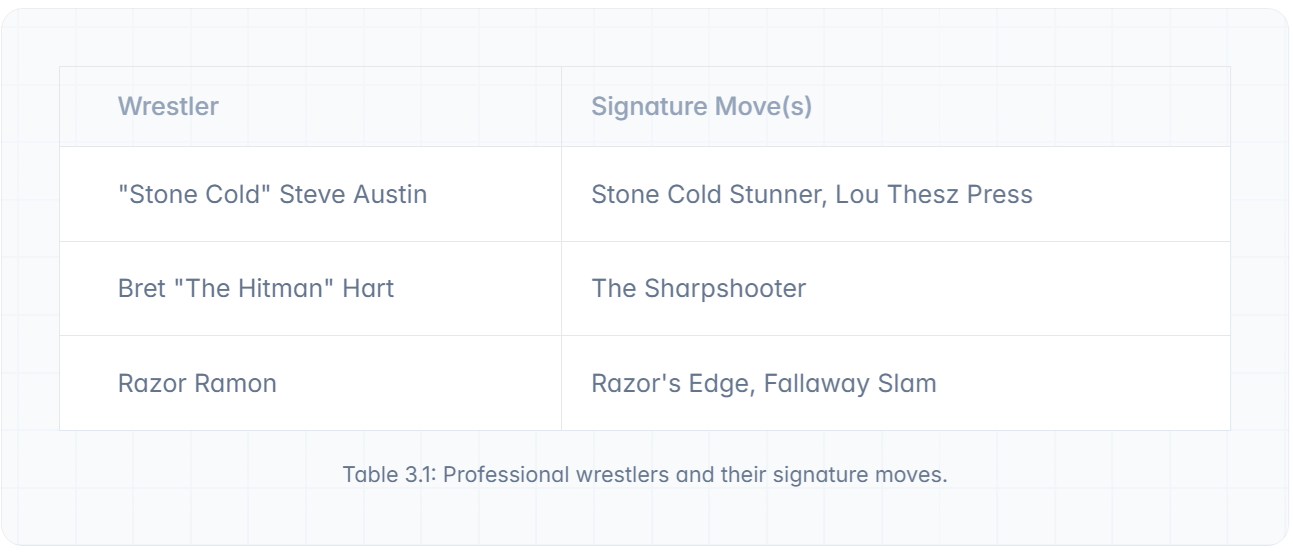 Wrestler Signature Move(s)
"Stone Cold" Steve Austin Stone Cold Stunner, Lou Thesz Press
Bret "The Hitman" Hart The Sharpshooter
Razor Ramon Razor's Edge, Fallaway Slam
Table 3.1: Professional wrestlers and their signature moves.